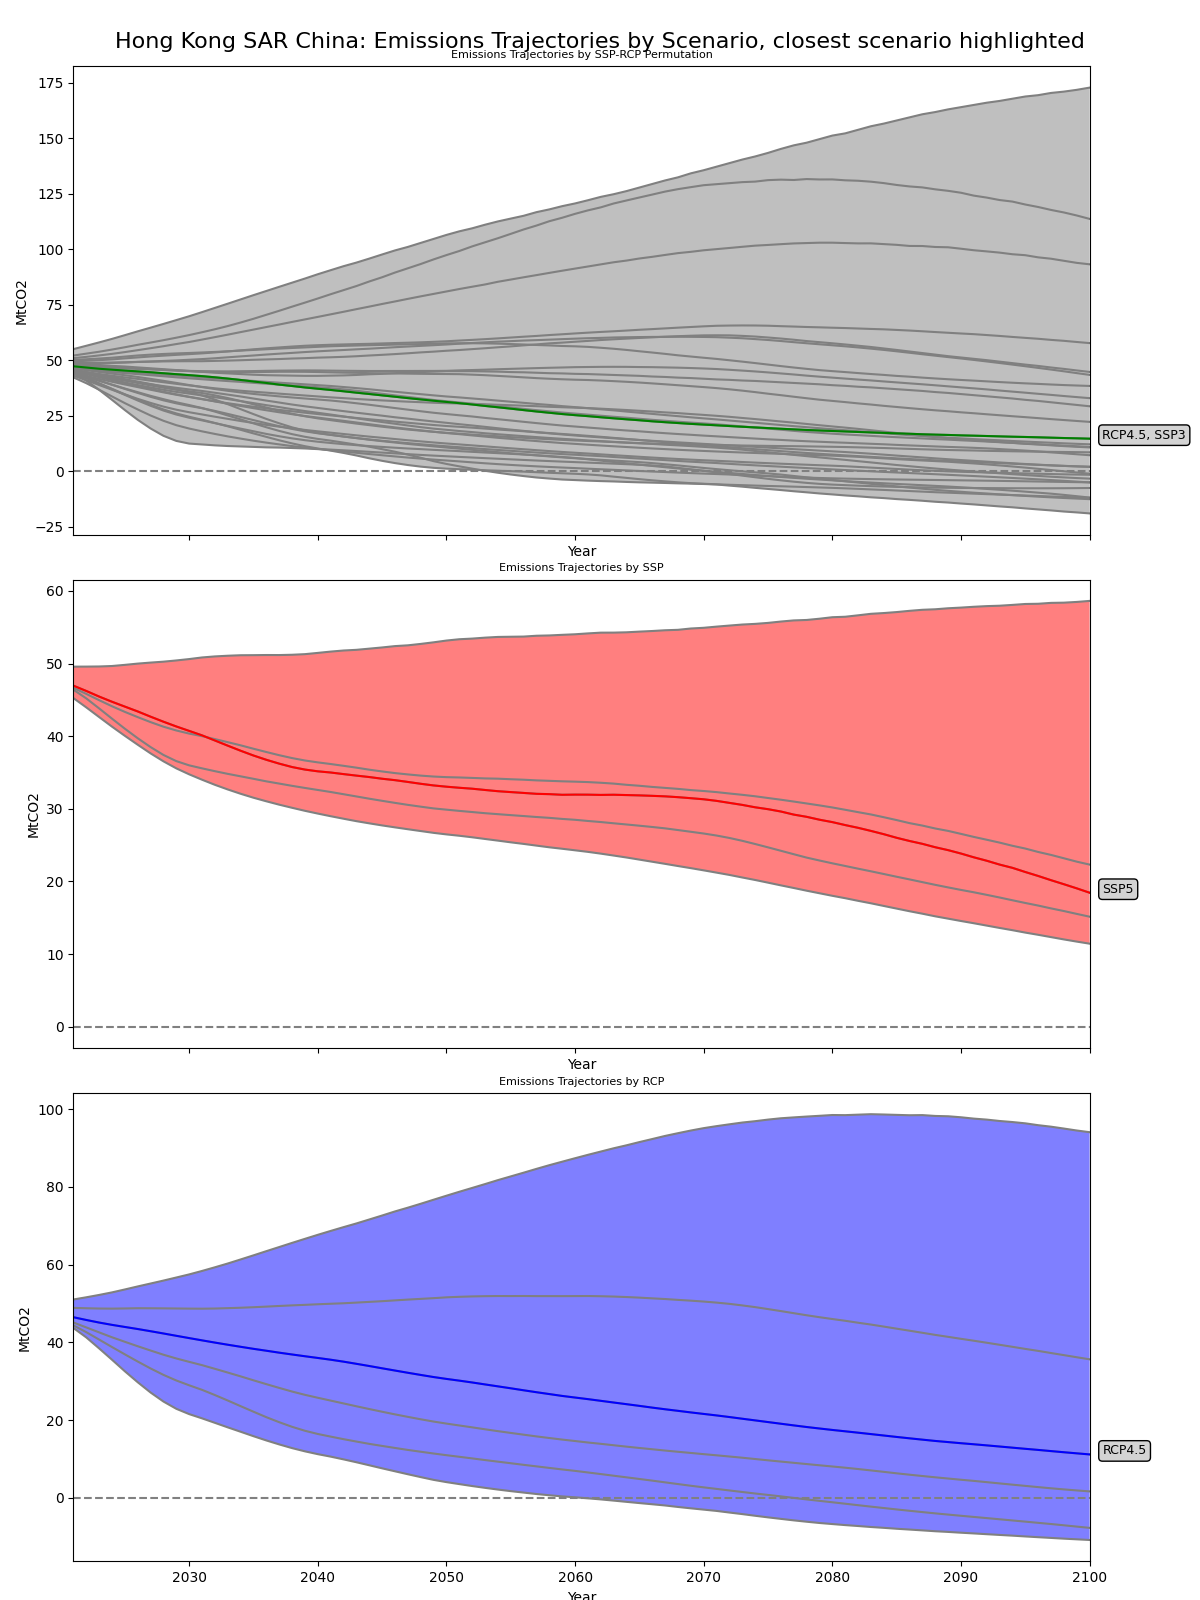 Hong Kong SAR China: Emissions Trajectories by Scenario, closest scenario highlighted
Emissions Trajectories by SSP-RCP Permutation
175
150
125
100
75
50
25
0
−25
MtCO2
RCP4.5, SSP3
Year
Emissions Trajectories by SSP
60
50
40
30
20
10
0
MtCO2
SSP5
Year
Emissions Trajectories by RCP
100
80
60
40
20
0
MtCO2
RCP4.5
2030 2040 2050 2060 2070 2080 2090 2100
Year